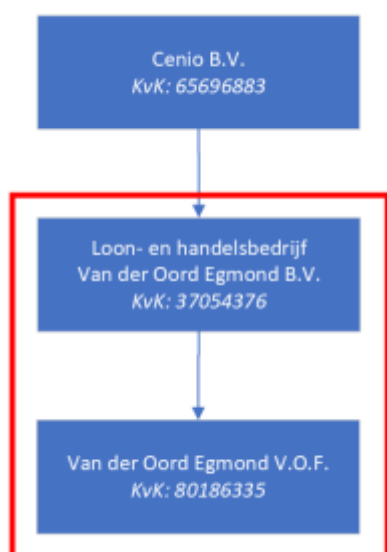 Cenio B.V.
KvK: 65696883
Loon- en handelsbedrijf
Van der Oord Egmond B.V.
KvK: 37054376
Van der Oord Egmond V.O.F.
KvK: 80186335